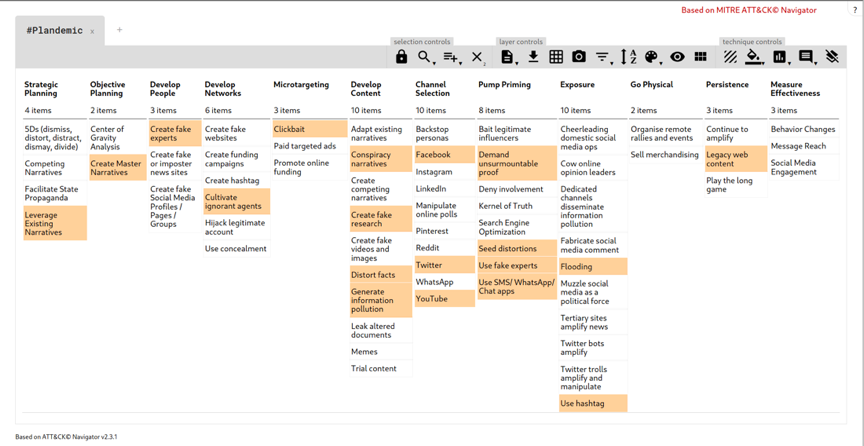 Based on MITRE ATT&CK© Navigator
?
#Plandemic x
+
selection controls
layer controls
technique controls
Strategic
Planning
4 items
5Ds (dismiss,
distort, distract,
dismay, divide)
Competing
Narratives
Facilitate State
Propaganda
Leverage
Existing
Narratives
Objective
Planning
2 items
Center of
Gravity
Analysis
Create Master
Narratives
Develop
People
3 items
Create fake
experts
Create fake
or imposter
news sites
Create fake
Social Media
Profiles /
Pages /
Groups
Develop
Networks
6 items
Create fake
websites
Create funding
campaigns
Create hashtag
Cultivate
ignorant agents
Hijack legitimate
account
Use concealment
Microtargeting
3 items
Clickbait
Paid targeted ads
Promote online
funding
Develop
Content
10 items
Adapt existing
narratives
Conspiracy
narratives
Create
competing
narratives
Create fake
research
Create fake
videos and
images
Distort facts
Generate
information
pollution
Leak altered
documents
Memes
Trial content
Channel
Selection
10 items
Backstop
personas
Facebook
Instagram
LinkedIn
Manipulate
online polls
Pinterest
Reddit
Twitter
WhatsApp
YouTube
Pump Priming
8 items
Bait legitimate
influencers
Demand
unsurmountable
proof
Deny involvement
Kernel of Truth
Search Engine
Optimization
Seed distortions
Use fake experts
Use SMS/ WhatsApp/
Chat apps
Exposure
10 items
Cheerleading
domestic social
media ops
Cow online
opinion leaders
Dedicated
channels
disseminate
information
pollution
Fabricate social
media comment
Flooding
Muzzle social
media as a
political force
Tertiary sites
amplify news
Twitter bots
amplify
Twitter trolls
amplify and
manipulate
Use hashtag
Go Physical
2 items
Organise remote
rallies and events
Sell merchandising
Persistence
3 items
Continue to
amplify
Legacy web
content
Play the long
game
Measure
Effectiveness
3 items
Behavior Changes
Message Reach
Social Media
Engagement
Based on ATT&CK© Navigator v2.3.1